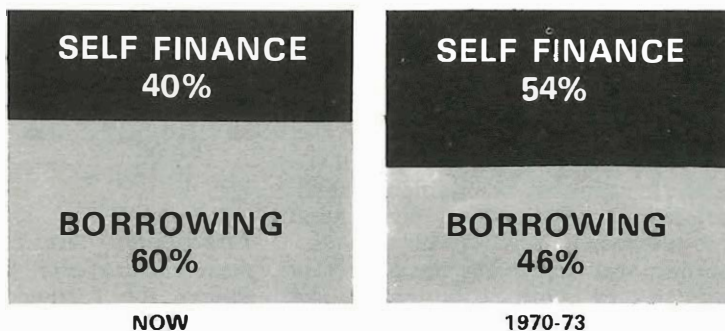 SELF FINANCE
40%
BORROWING
60%
NOW
SELF FINANCE
54%
BORROWING
46%
1970-73